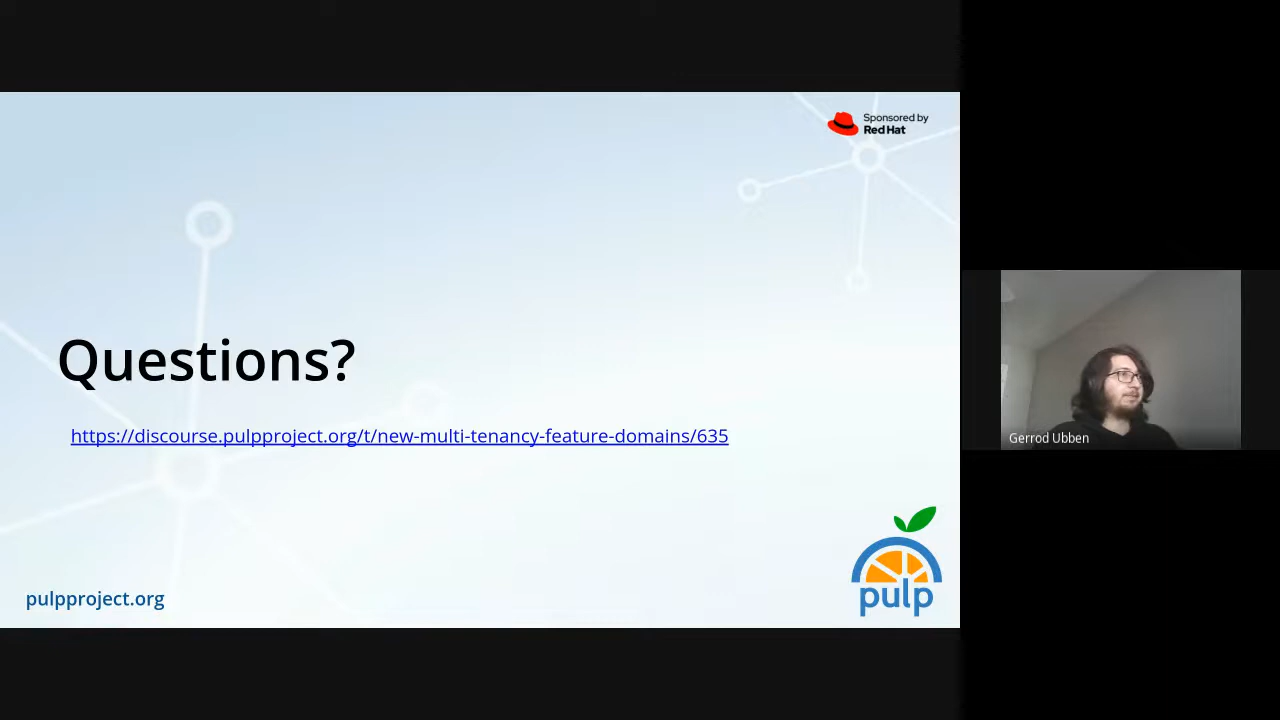 Sponsored by
Red Hat
Questions?
https://discourse.pulpproject.org/t/new-multi-tenancy-feature-domains/635
Gerrod Ubben
pulpproject.org
pulp